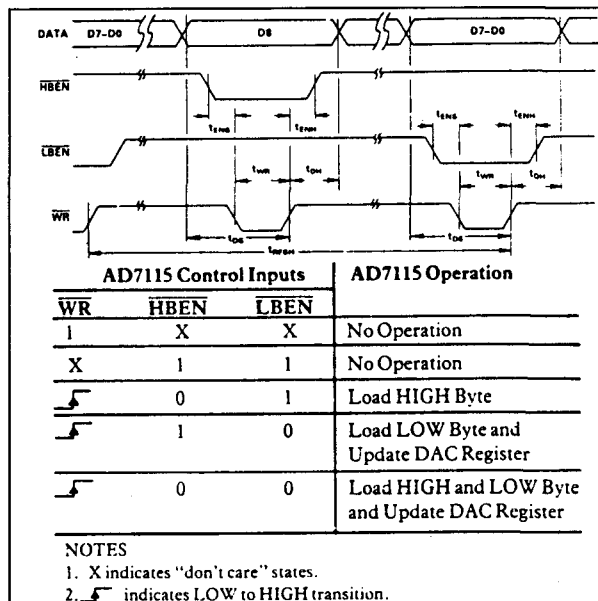 DATA D7-D0 D8 D7-D0
HBEN
tENS tENH tENS tENH
LBEN
tWR tDH tWR tDH
WR
tDS tDS
tRFSH
AD7115 Control Inputs AD7115 Operation
WR HBEN LBEN
1 X X No Operation
X 1 1 No Operation
0 1 Load HIGH Byte
1 0 Load LOW Byte and
Update DAC Register
0 0 Load HIGH and LOW Byte
and Update DAC Register
NOTES
1. X indicates "don't care" states.
2. indicates LOW to HIGH transition.